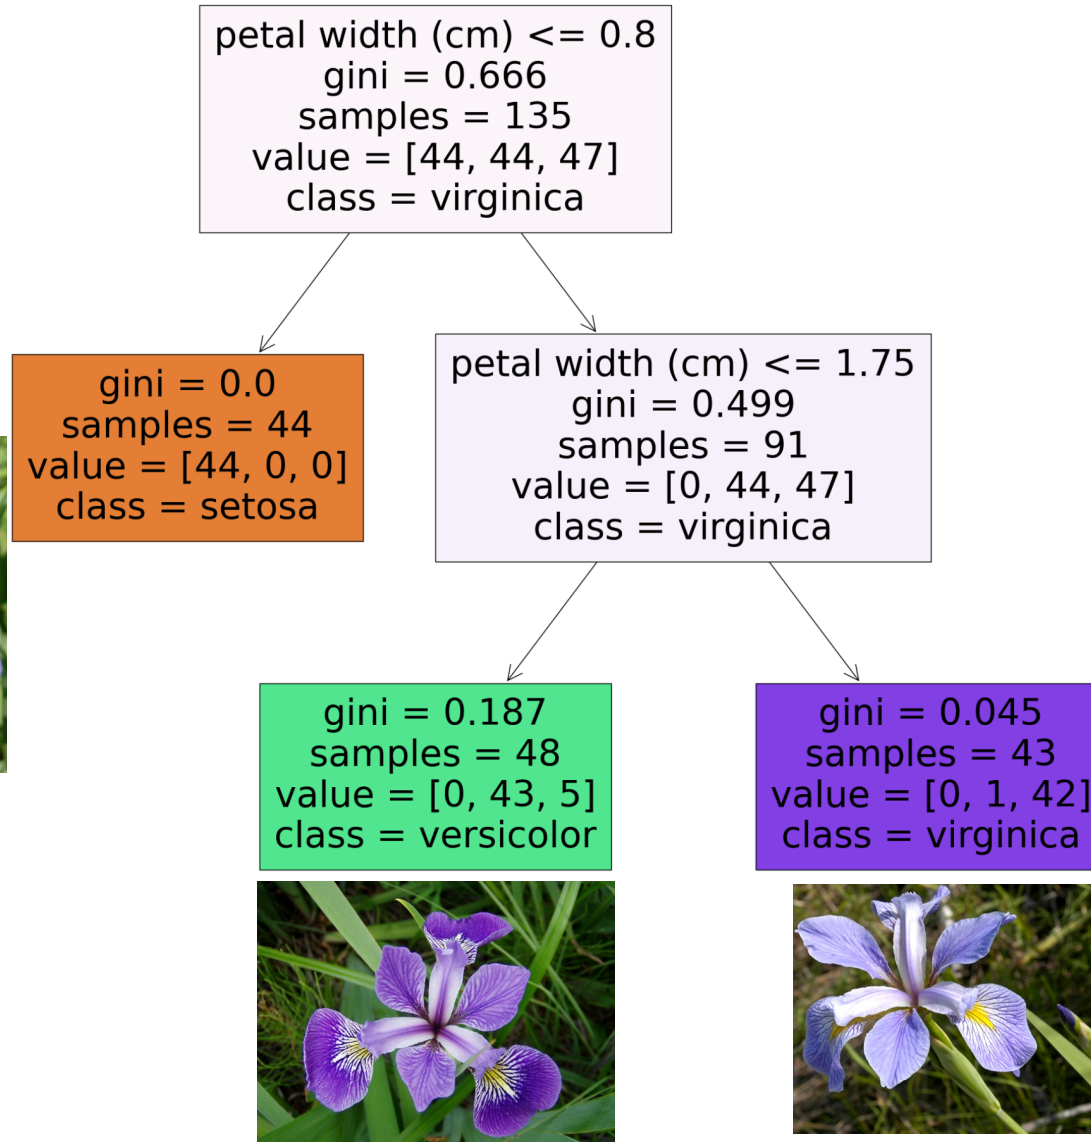 petal width (cm) <= 0.8
gini = 0.666
samples = 135
value = [44, 44, 47]
class = virginica
gini = 0.0
samples = 44
value = [44, 0, 0]
class = setosa
petal width (cm) <= 1.75
gini = 0.499
samples = 91
value = [0, 44, 47]
class = virginica
gini = 0.187
samples = 48
value = [0, 43, 5]
class = versicolor
gini = 0.045
samples = 43
value = [0, 1, 42]
class = virginica